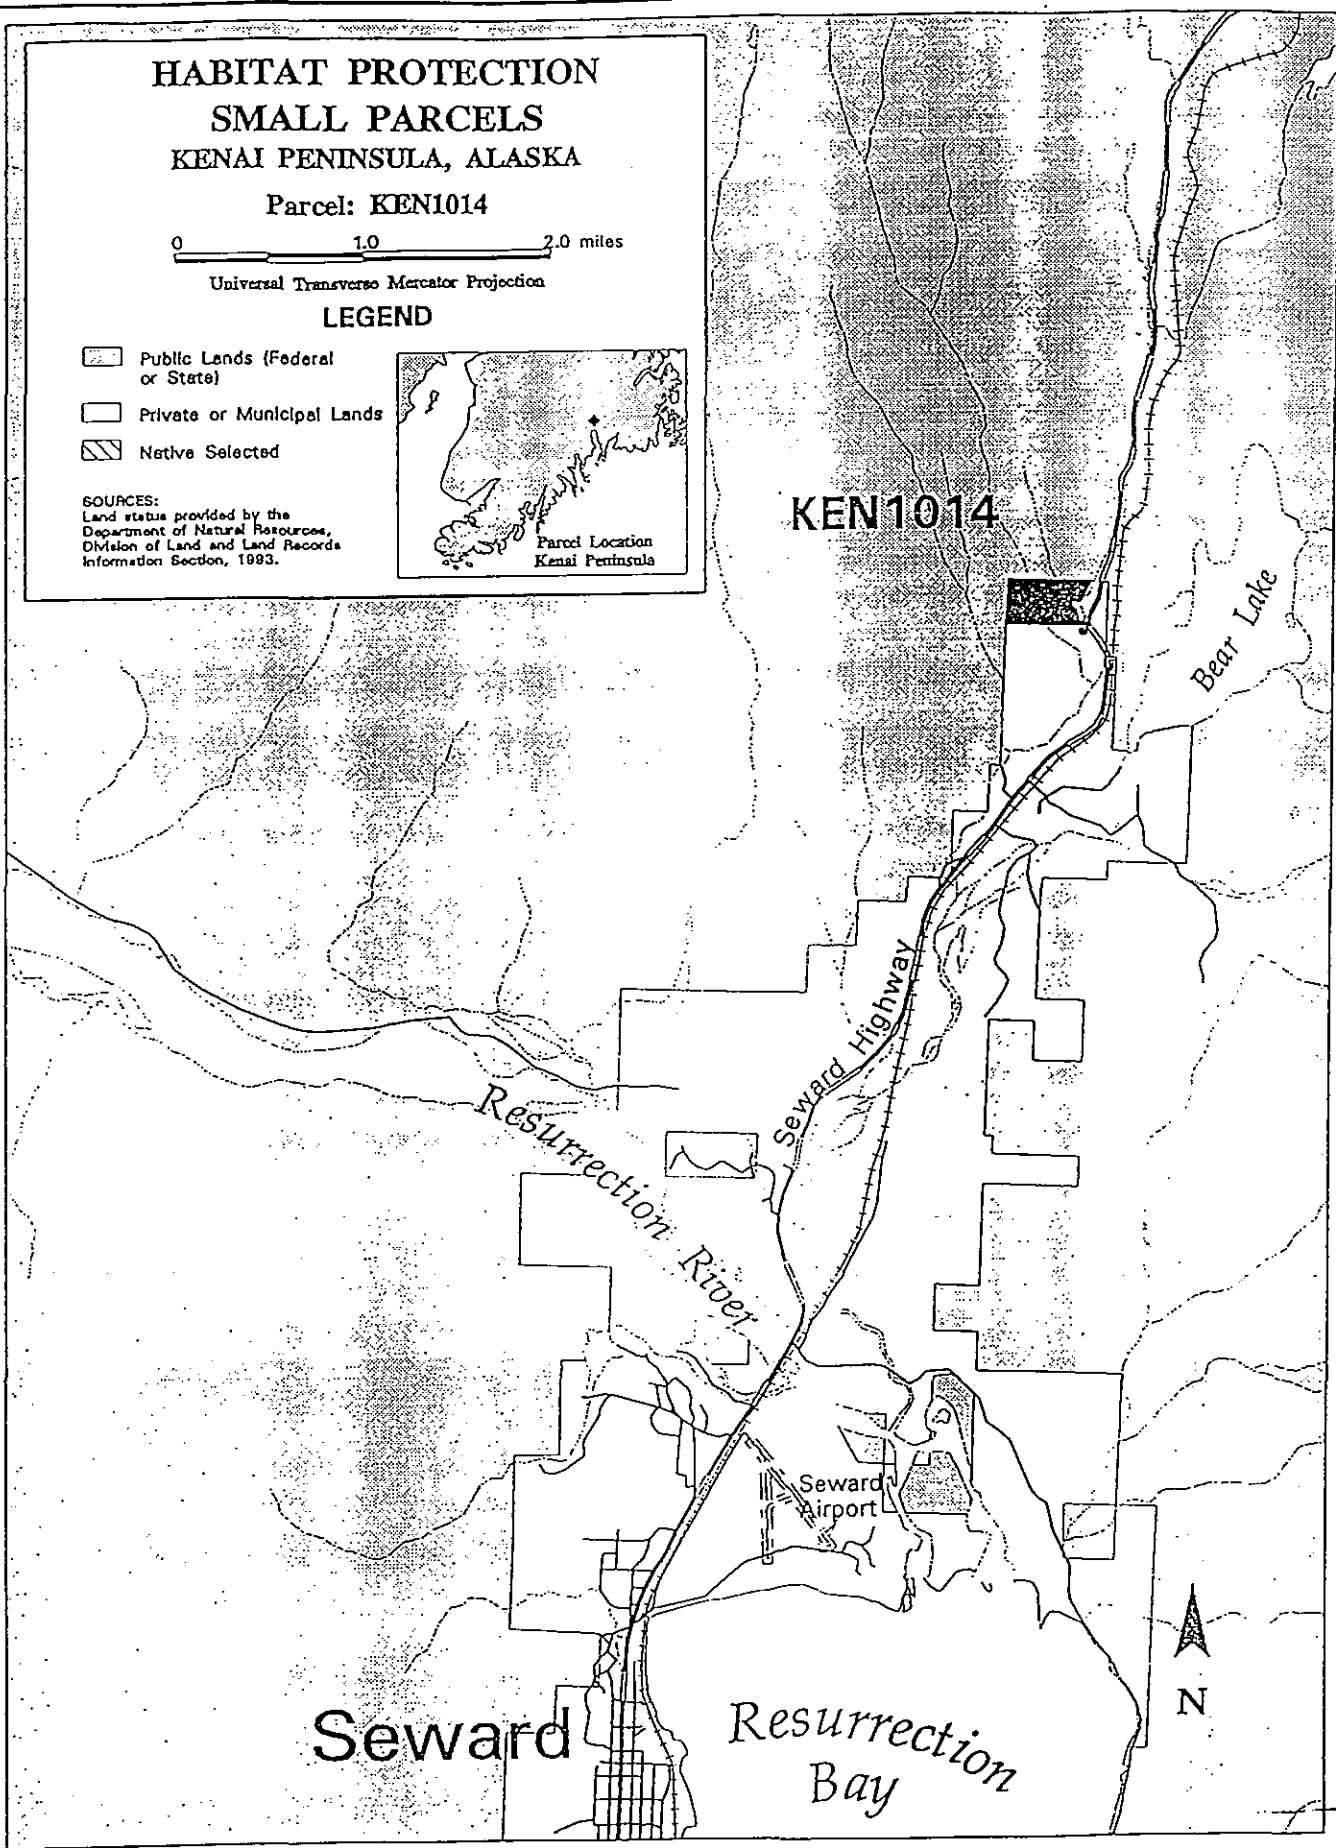 HABITAT PROTECTION
SMALL PARCELS
KENAI PENINSULA, ALASKA
Parcel: KEN1014
0 1.0 2.0 miles
Universal Transverso Mercator Projection
LEGEND
Public Lands (Federal
or State)
Private or Municipal Lands
Native Selected
SOURCES:
Land status provided by the
Department of Natural Resources,
Division of Land and Land Records
Information Section, 1993.
Parcel Location
Kenai Peninsula
KEN1014
Bear Lake
Seward Highway
Resurrection River
Seward
Airport
N
Seward
Resurrection
Bay